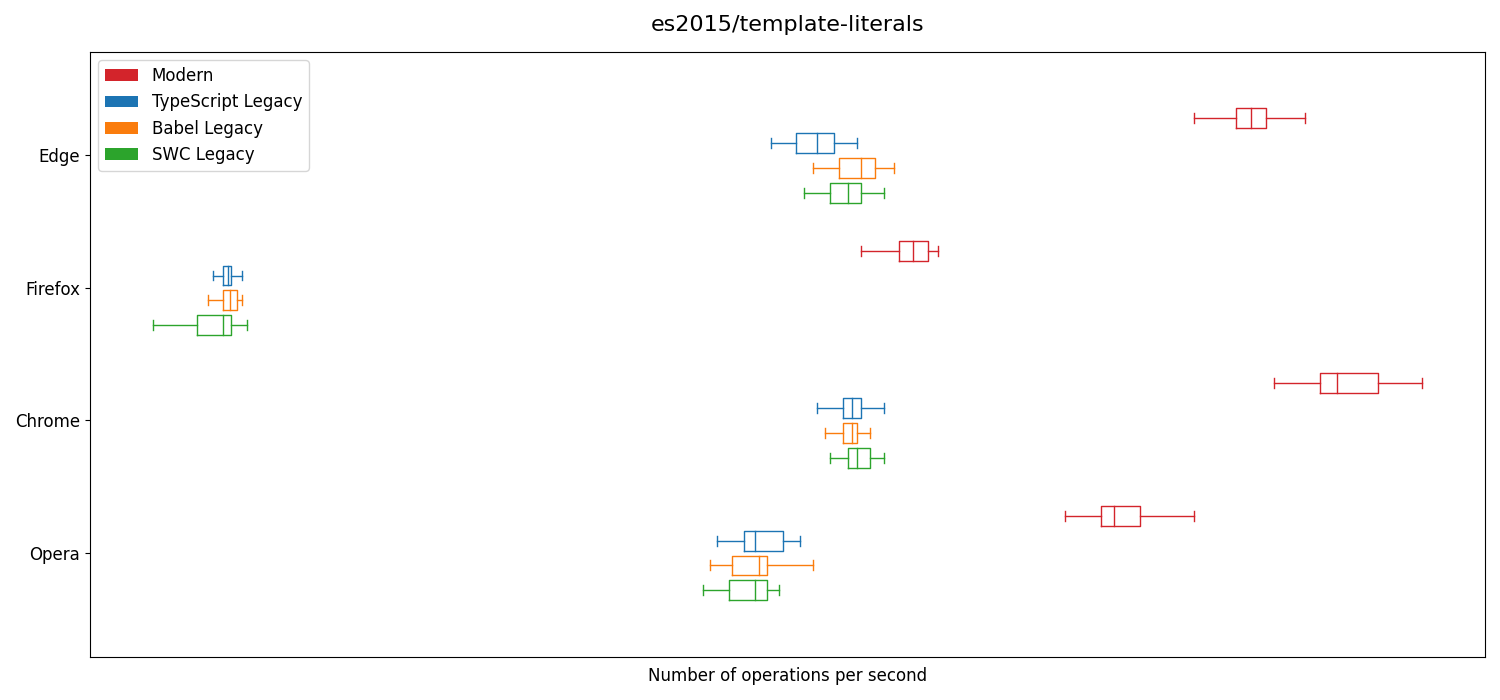 es2015/template-literals
Modern
TypeScript Legacy
Babel Legacy
SWC Legacy
Edge
Firefox
Chrome
Opera
Number of operations per second